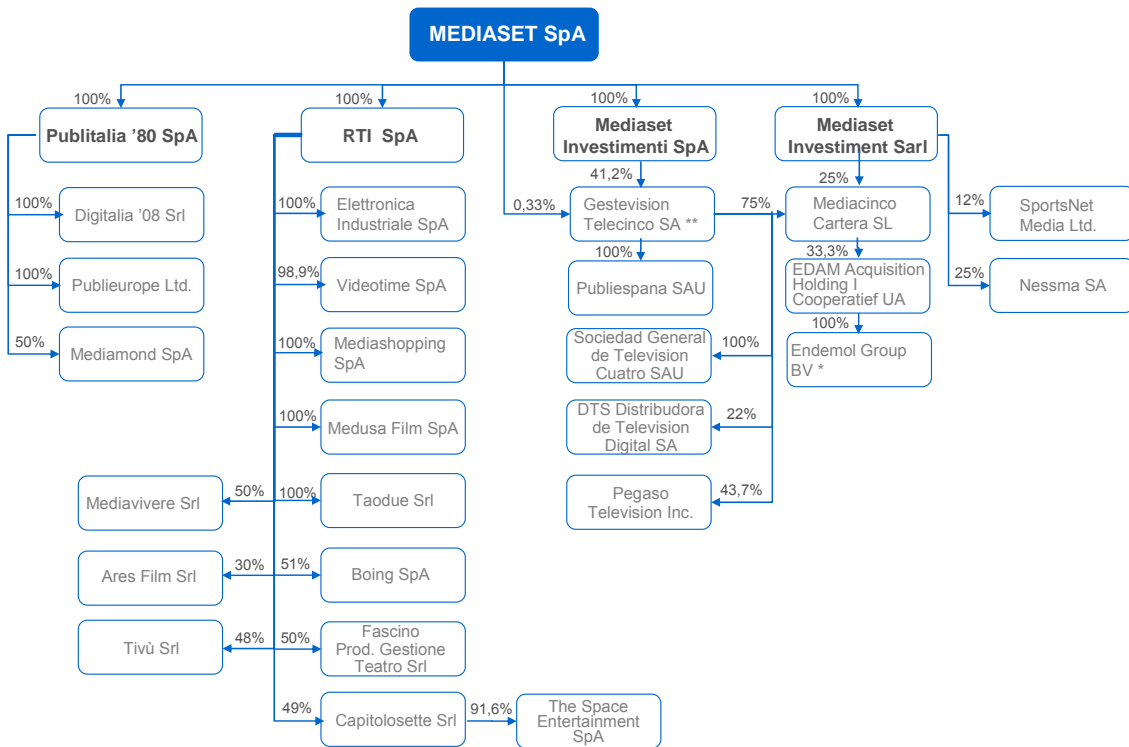 MEDIASET SpA
100%
100%
100%
100%
Publitalia ’80 SpA
RTI  SpA
Mediaset
Investimenti SpA
Mediaset
Investiment Sarl
41,2%
25%
100%
Digitalia ’08 Srl
100%
Elettronica
Industriale SpA
0,33%
Gestevision
Telecinco SA **
75%
Mediacinco
Cartera SL
12%
SportsNet
Media Ltd.
100%
33,3%
100%
Publieurope Ltd.
98,9%
Videotime SpA
Publiespana SAU
EDAM Acquisition
Holding I
Cooperatief UA
25%
Nessma SA
100%
50%
Mediamond SpA
100%
Mediashopping
SpA
Sociedad General
de Television
Cuatro SAU
100%
Endemol Group
BV *
100%
Medusa Film SpA
DTS Distribudora
de Television
Digital SA
22%
Mediavivere Srl
50%
100%
Taodue Srl
Pegaso
Television Inc.
43,7%
Ares Film Srl
30%
51%
Boing SpA
Tivù Srl
48%
50%
Fascino
Prod. Gestione
Teatro Srl
49%
Capitolosette Srl
91,6%
The Space
Entertainment
SpA